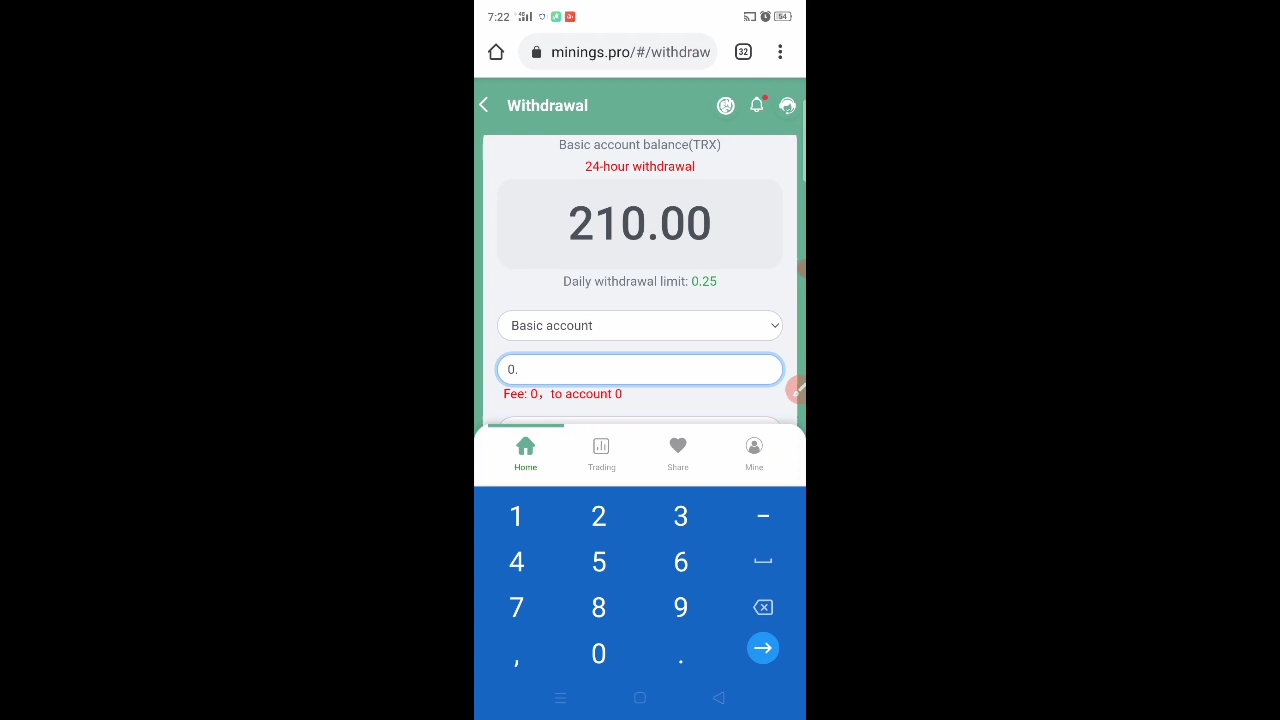 7:22
54
minings.pro/#/withdraw
32
Withdrawal
Basic account balance(TRX)
24-hour withdrawal
210.00
Daily withdrawal limit: 0.25
Basic account
0.
Fee: 0，to account 0
Home Trading Share Mine
1 2 3 -
4 5 6
7 8 9
, 0 .